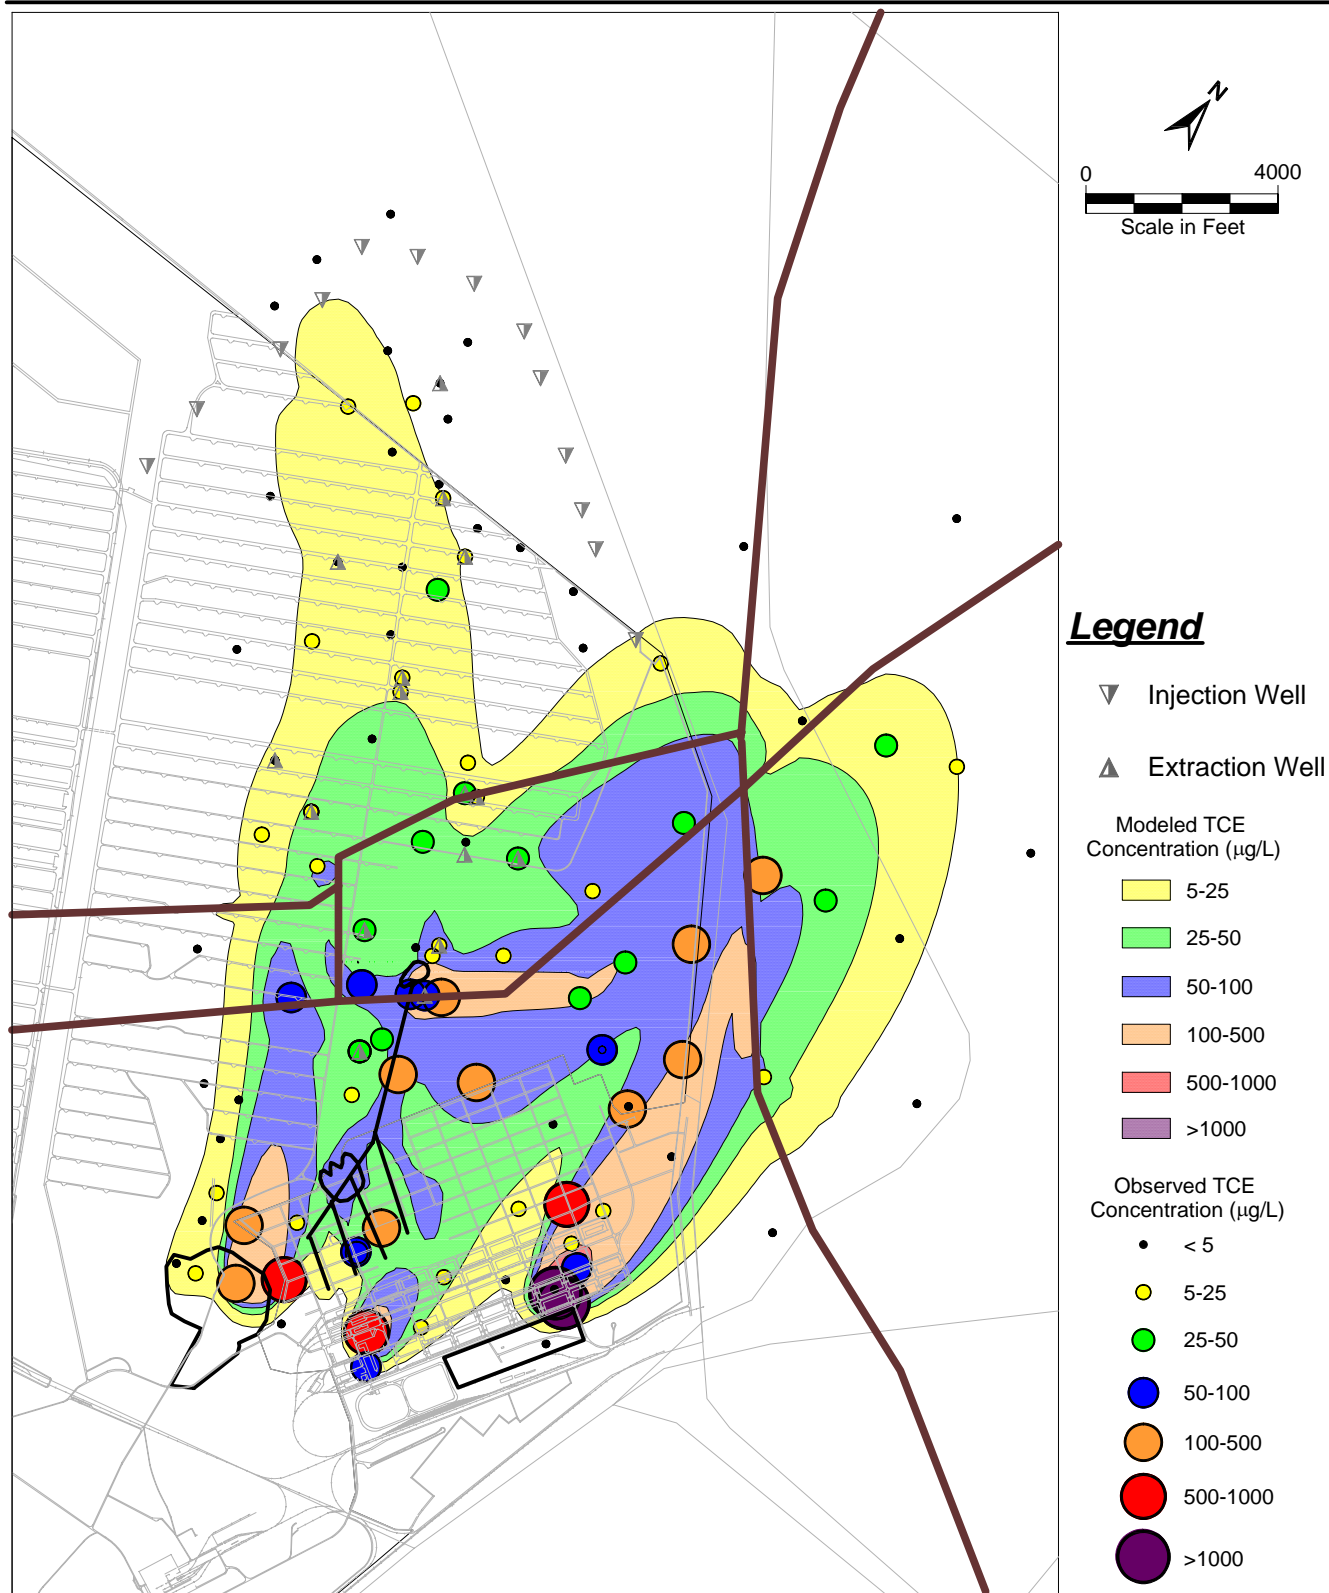 N
0 4000
Scale in Feet
Legend
Injection Well
Extraction Well
Modeled TCE
Concentration (µg/L)
5-25
25-50
50-100
100-500
500-1000
>1000
Observed TCE
Concentration (µg/L)
< 5
5-25
25-50
50-100
100-500
500-1000
>1000